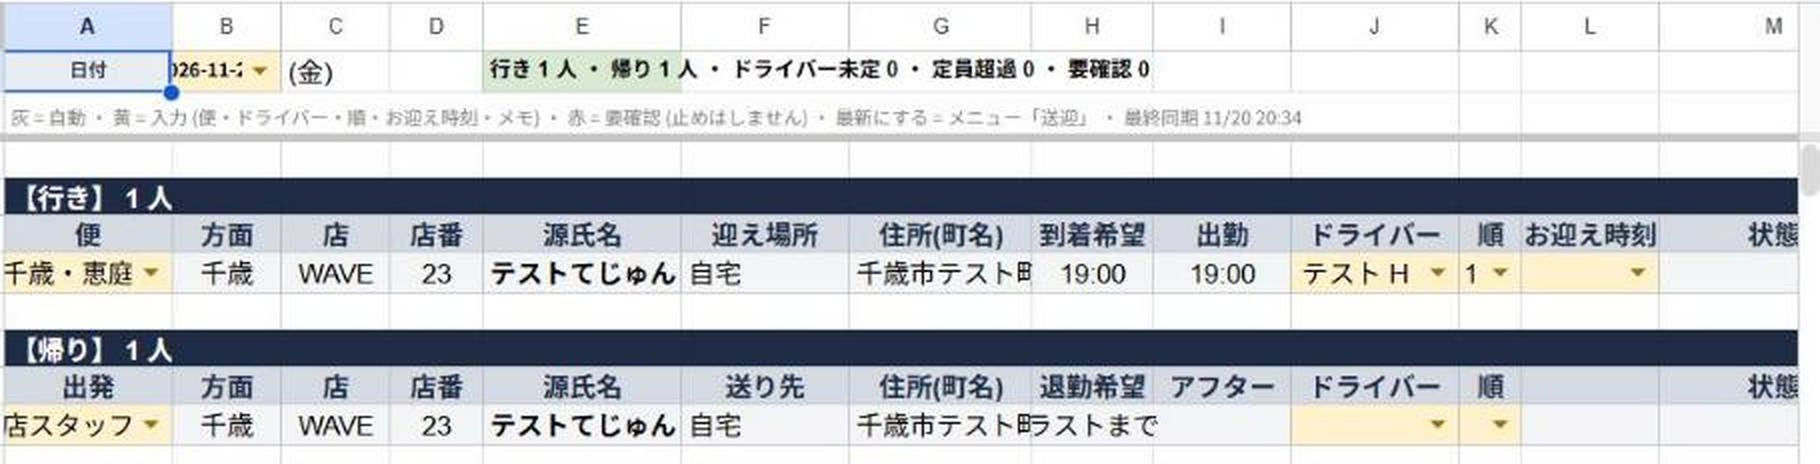 A B C D E F G H I J K L M
日付 026-11-2 (金) 行き 1 人 ・ 帰り 1 人 ・ ドライバー未定 0 ・ 定員超過 0 ・ 要確認 0
灰 = 自動 ・ 黄 = 入力 (便・ドライバー・順・お迎え時刻・メモ) ・ 赤 = 要確認 (止めはしません) ・ 最新にする = メニュー「送迎」 ・ 最終同期 11/20 20:34
【行き】 1 人
便 方面 店 店番 源氏名 迎え場所 住所(町名) 到着希望 出勤 ドライバー 順 お迎え時刻 状態
千歳・恵庭 千歳 WAVE 23 テストてじゅん 自宅 千歳市テスト町 19:00 19:00 テスト H 1
【帰り】 1 人
出発 方面 店 店番 源氏名 送り先 住所(町名) 退勤希望 アフター ドライバー 順 状態
店スタッフ 千歳 WAVE 23 テストてじゅん 自宅 千歳市テスト町 ラストまで